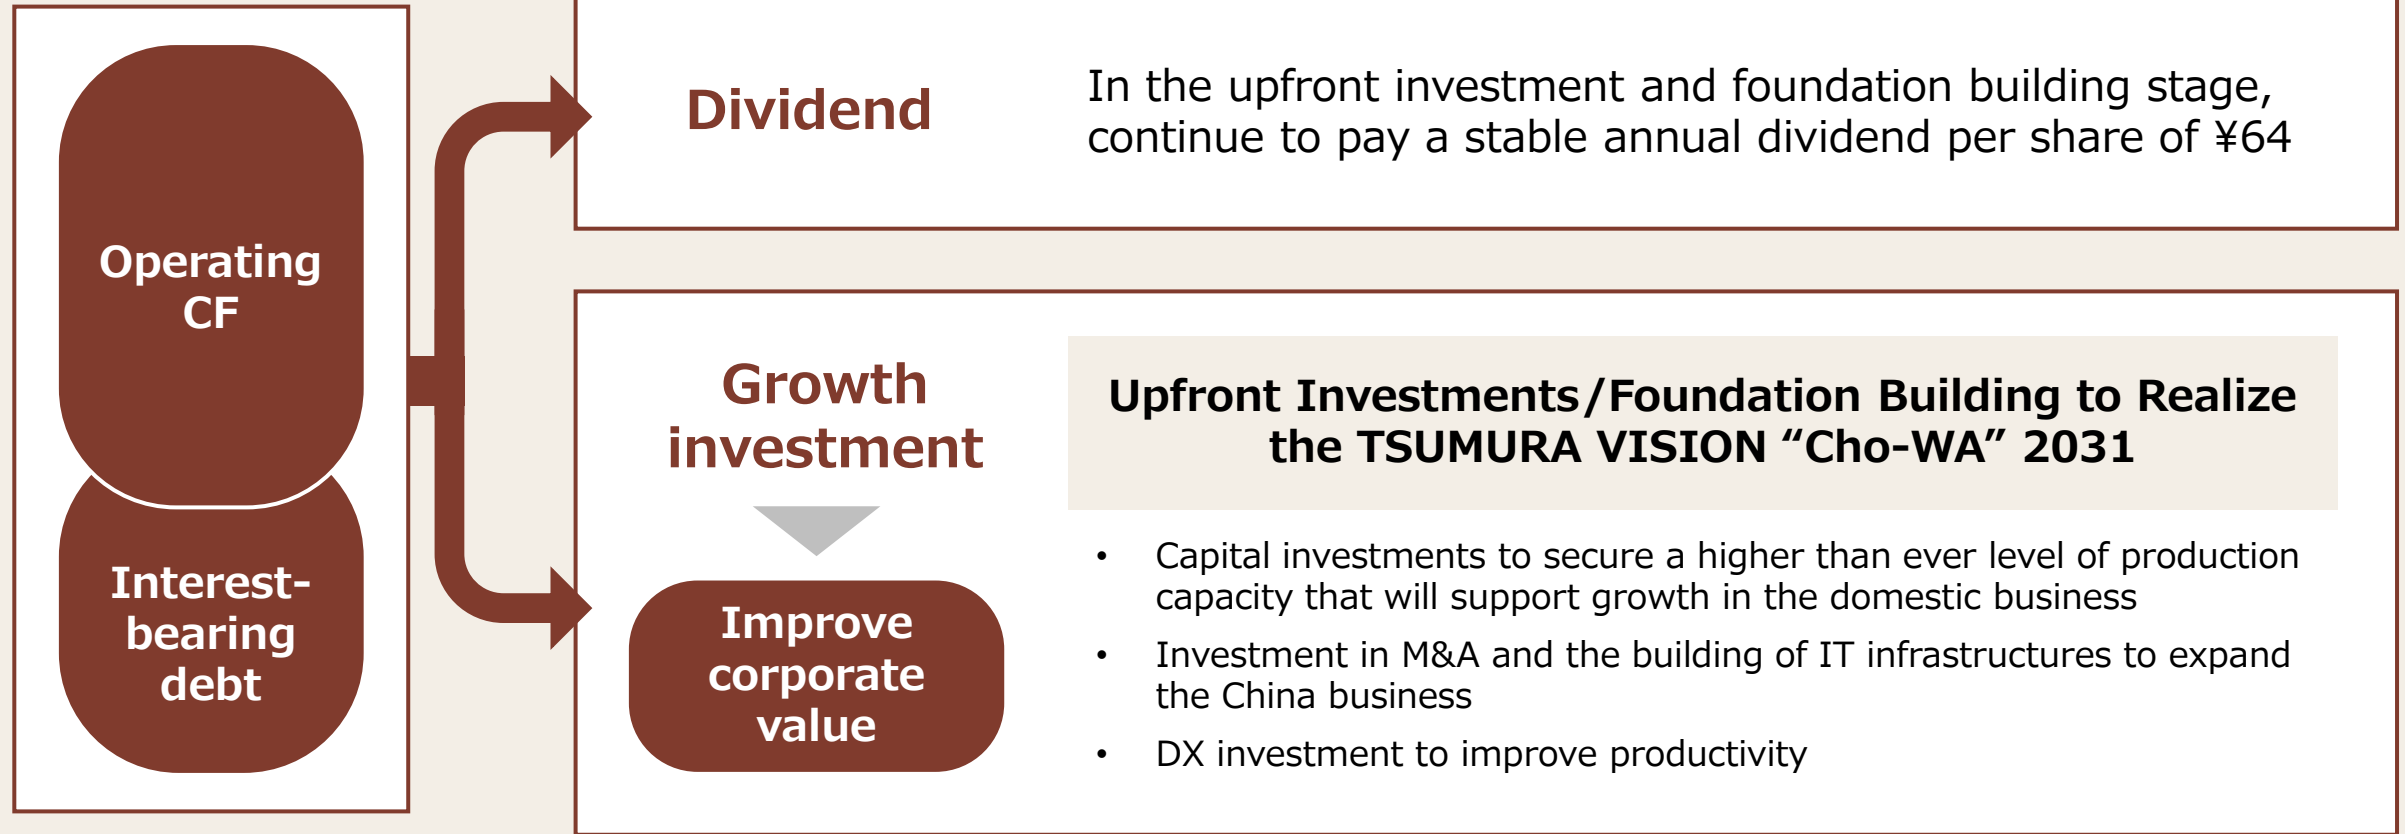 Operating
CF
Interest-
bearing
debt
Dividend
In the upfront investment and foundation building stage,
continue to pay a stable annual dividend per share of ¥64
Growth
investment
Improve
corporate
value
Upfront Investments/Foundation Building to Realize
the TSUMURA VISION “Cho-WA” 2031
• Capital investments to secure a higher than ever level of production
capacity that will support growth in the domestic business
• Investment in M&A and the building of IT infrastructures to expand
the China business
• DX investment to improve productivity